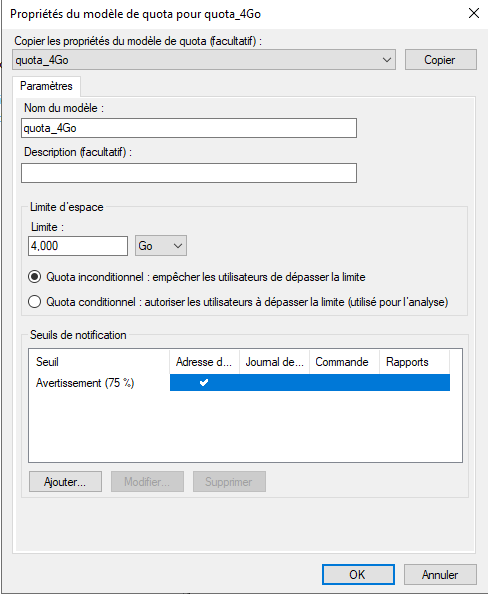 Propriétés du modèle de quota pour quota_4Go
Copier les propriétés du modèle de quota (facultatif) :
quota_4Go
Copier
Paramètres
Nom du modèle :
quota_4Go
Description (facultatif) :
Limite d'espace
Limite :
4,000 Go
Quota inconditionnel : empêcher les utilisateurs de dépasser la limite
Quota conditionnel : autoriser les utilisateurs à dépasser la limite (utilisé pour l'analyse)
Seuils de notification
Seuil Adresse d... Journal de... Commande Rapports
Avertissement (75 %)
Ajouter... Modifier... Supprimer
OK Annuler